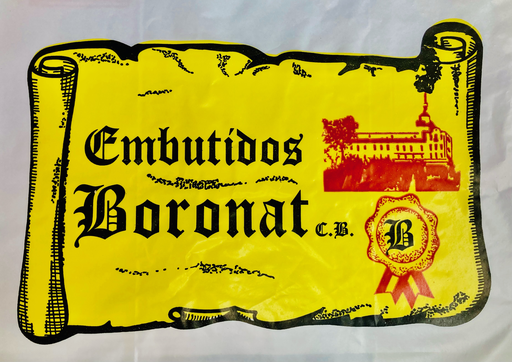 Embutidos
Boronat C.B.
B